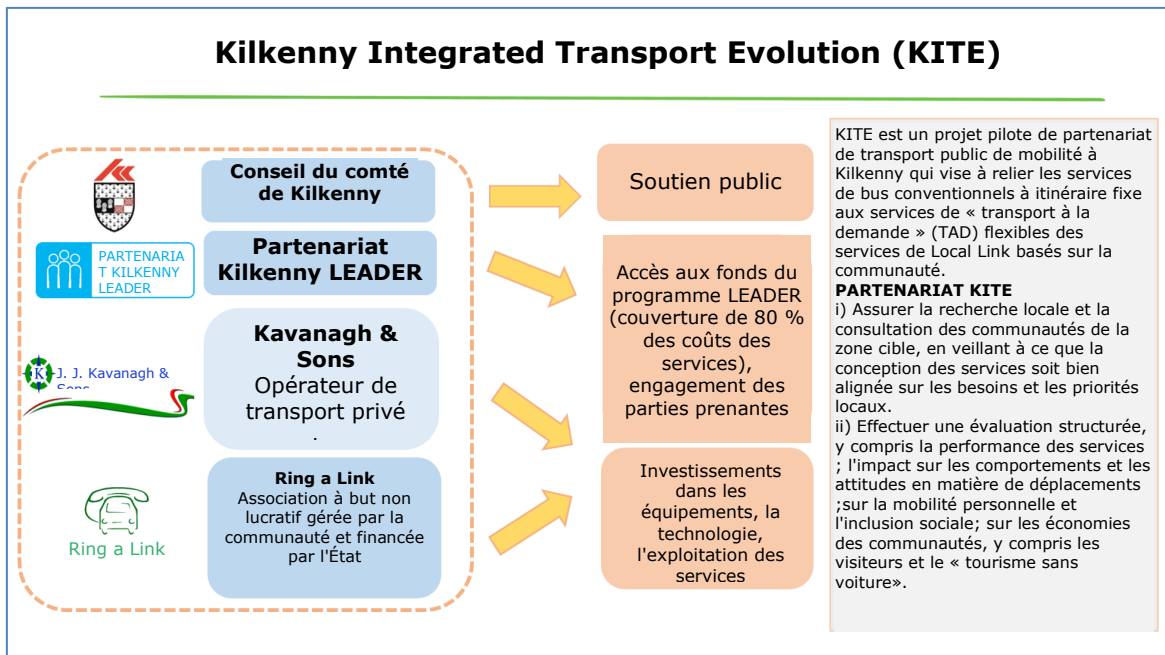 Kilkenny Integrated Transport Evolution (KITE)
Conseil du comté
de Kilkenny
PARTENARIA
T KILKENNY
LEADER
Partenariat
Kilkenny LEADER
K
J. J. Kavanagh &
Sons
Kavanagh &
Sons
Opérateur de
transport privé
.
Ring a Link
Ring a Link
Association à but non
lucratif gérée par la
communauté et financée
par l'État
Soutien public
Accès aux fonds du
programme LEADER
(couverture de 80 %
des coûts des
services),
engagement des
parties prenantes
Investissements
dans les
équipements, la
technologie,
l'exploitation des
services
KITE est un projet pilote de partenariat
de transport public de mobilité à
Kilkenny qui vise à relier les services
de bus conventionnels à itinéraire fixe
aux services de « transport à la
demande » (TAD) flexibles des
services de Local Link basés sur la
communauté.
PARTENARIAT KITE
i) Assurer la recherche locale et la
consultation des communautés de la
zone cible, en veillant à ce que la
conception des services soit bien
alignée sur les besoins et les priorités
locaux.
ii) Effectuer une évaluation structurée,
y compris la performance des services
; l'impact sur les comportements et les
attitudes en matière de déplacements
;sur la mobilité personnelle et
l'inclusion sociale; sur les économies
des communautés, y compris les
visiteurs et le « tourisme sans
voiture».